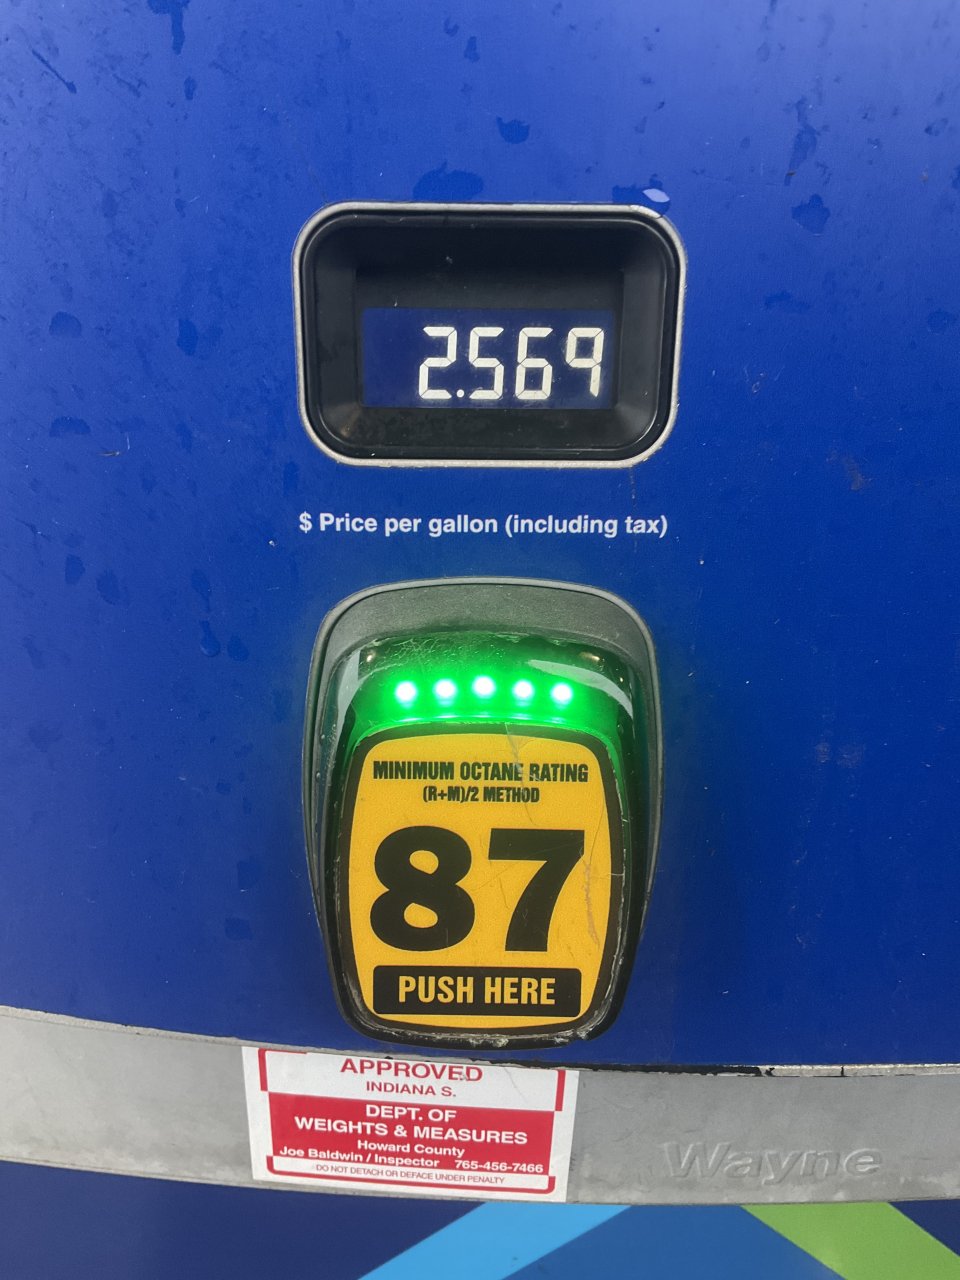 2.569
$ Price per gallon (including tax)
MINIMUM OCTANE RATING
(R+M)/2 METHOD
87
PUSH HERE
APPROVED
INDIANA S.
DEPT. OF
WEIGHTS & MEASURES
Howard County
Joe Baldwin / Inspector 765-456-7466
DO NOT DETACH OR DEFACE UNDER PENALTY
Wayne